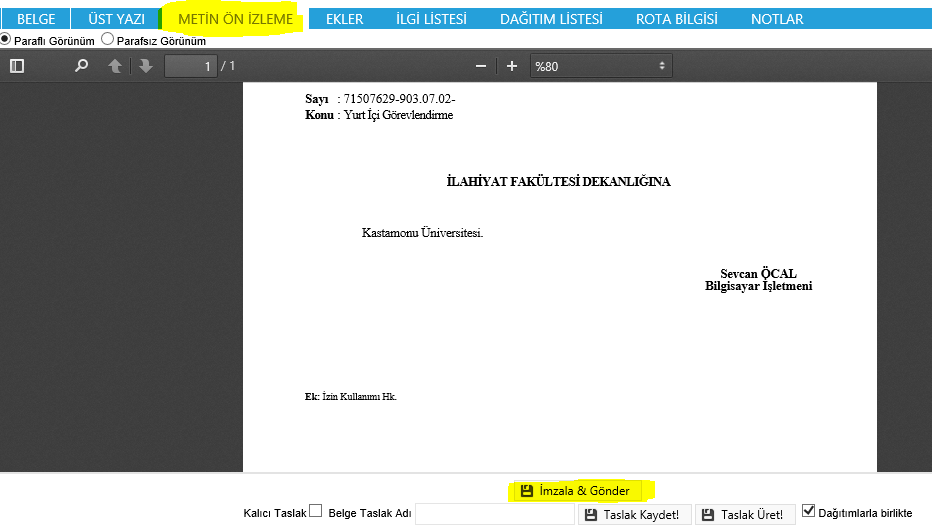 BELGE ÜST YAZI METİN ÖN İZLEME EKLER İLGİ LİSTESİ DAĞITIM LİSTESİ ROTA BİLGİSİ NOTLAR
Paraflı Görünüm Parafsız Görünüm
1 / 1 %80
Sayı : 71507629-903.07.02-
Konu : Yurt İçi Görevlendirme
İLAHİYAT FAKÜLTESİ DEKANLIĞINA
Kastamonu Üniversitesi.
Sevcan ÖCAL
Bilgisayar İşletmeni
Ek: İzin Kullanımı Hk.
İmzala & Gönder
Kalıcı Taslak Belge Taslak Adı Taslak Kaydet! Taslak Üret! Dağıtımlarla birlikte